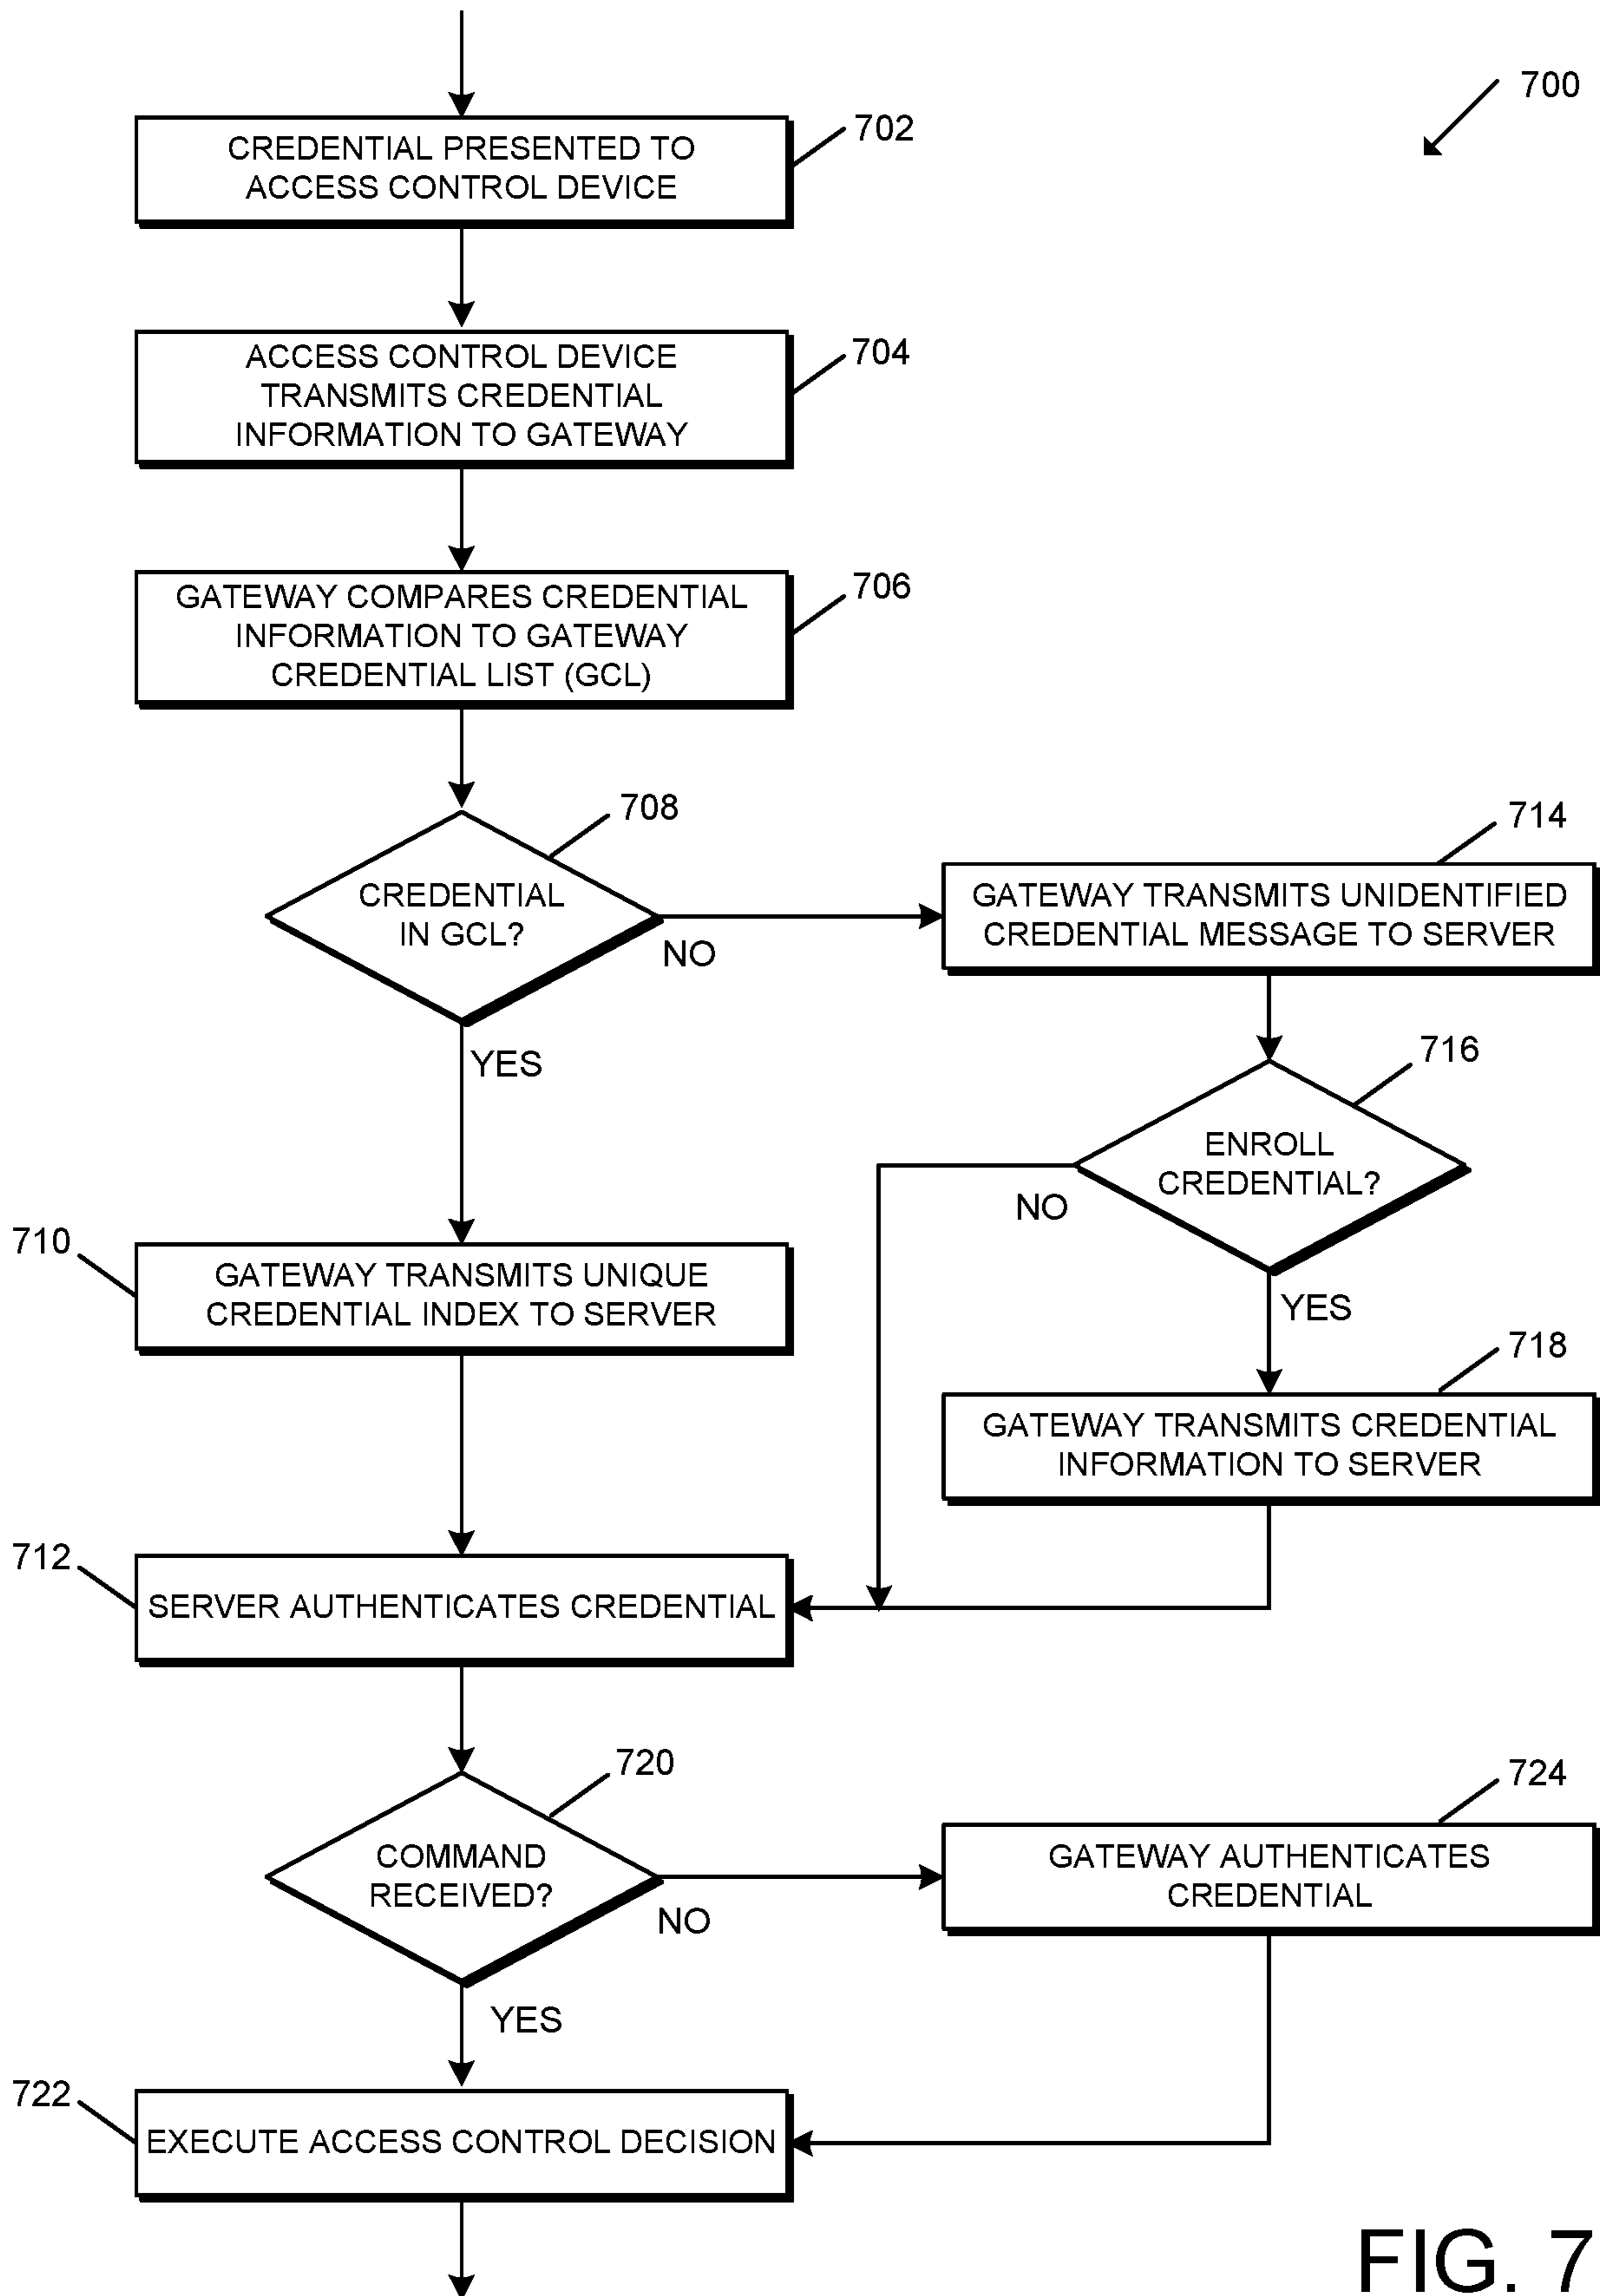 700
702
CREDENTIAL PRESENTED TO
ACCESS CONTROL DEVICE
704
ACCESS CONTROL DEVICE
TRANSMITS CREDENTIAL
INFORMATION TO GATEWAY
706
GATEWAY COMPARES CREDENTIAL
INFORMATION TO GATEWAY
CREDENTIAL LIST (GCL)
708
CREDENTIAL
IN GCL?
NO
YES
714
GATEWAY TRANSMITS UNIDENTIFIED
CREDENTIAL MESSAGE TO SERVER
716
ENROLL
CREDENTIAL?
NO
YES
710
GATEWAY TRANSMITS UNIQUE
CREDENTIAL INDEX TO SERVER
718
GATEWAY TRANSMITS CREDENTIAL
INFORMATION TO SERVER
712
SERVER AUTHENTICATES CREDENTIAL
720
COMMAND
RECEIVED?
NO
YES
724
GATEWAY AUTHENTICATES
CREDENTIAL
722
EXECUTE ACCESS CONTROL DECISION
FIG. 7